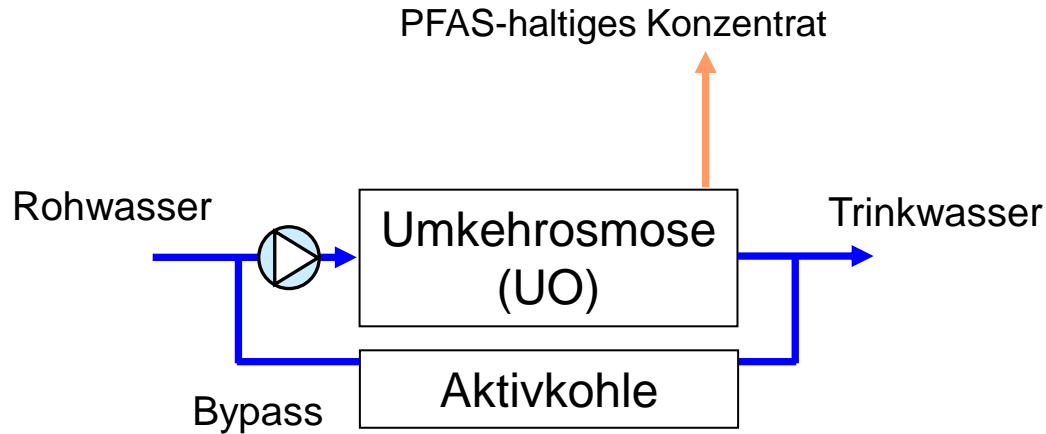 PFAS-haltiges Konzentrat
Rohwasser
Umkehrosmose
(UO)
Trinkwasser
Aktivkohle
Bypass